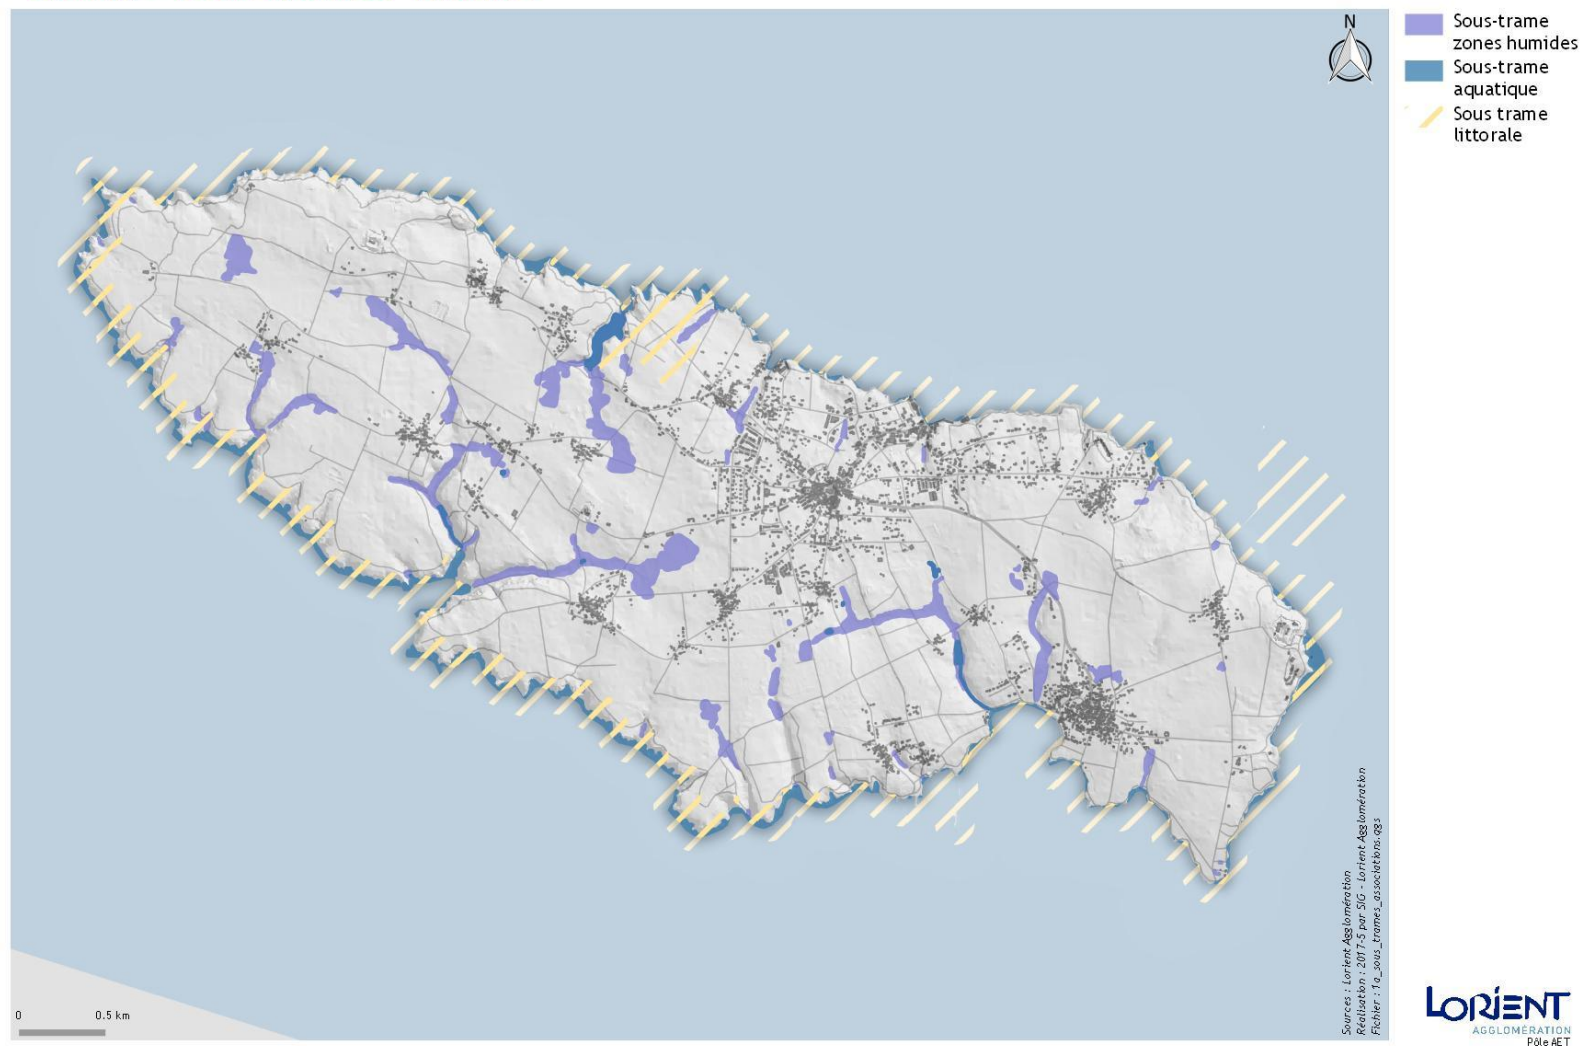 N
Sous-trame
zones humides
Sous-trame
aquatique
Sous trame
littorale
Sources : Lorient Agglomération
Réalisation : 2017-5 par SIG - Lorient Agglomération
Fichier : 1a_sous_trames_associations.qgs
0 0.5 km
LORIENT
AGGLOMÉRATION
Pôle AET